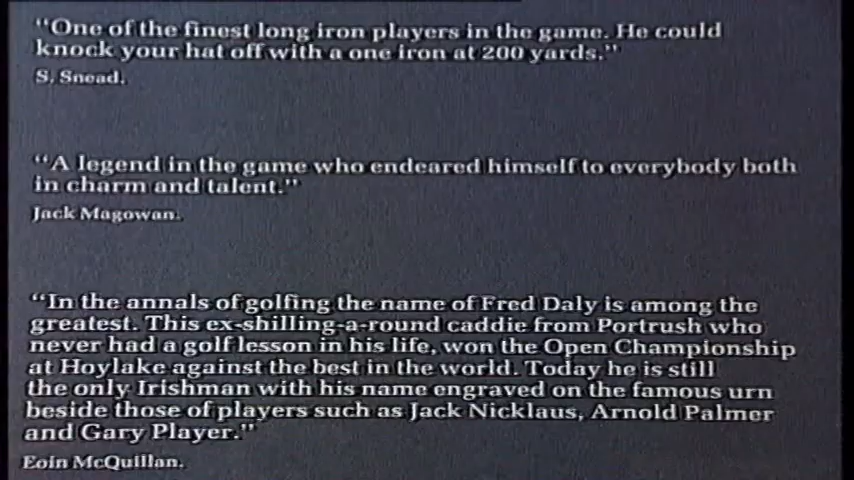 “One of the finest long iron players in the game. He could
knock your hat off with a one iron at 200 yards.”
S. Snead.
“A legend in the game who endeared himself to everybody both
in charm and talent.”
Jack Magowan.
“In the annals of golfing the name of Fred Daly is among the
greatest. This ex-shilling-a-round caddie from Portrush who
never had a golf lesson in his life, won the Open Championship
at Hoylake against the best in the world. Today he is still
the only Irishman with his name engraved on the famous urn
beside those of players such as Jack Nicklaus, Arnold Palmer
and Gary Player.”
Eoin McQuillan.